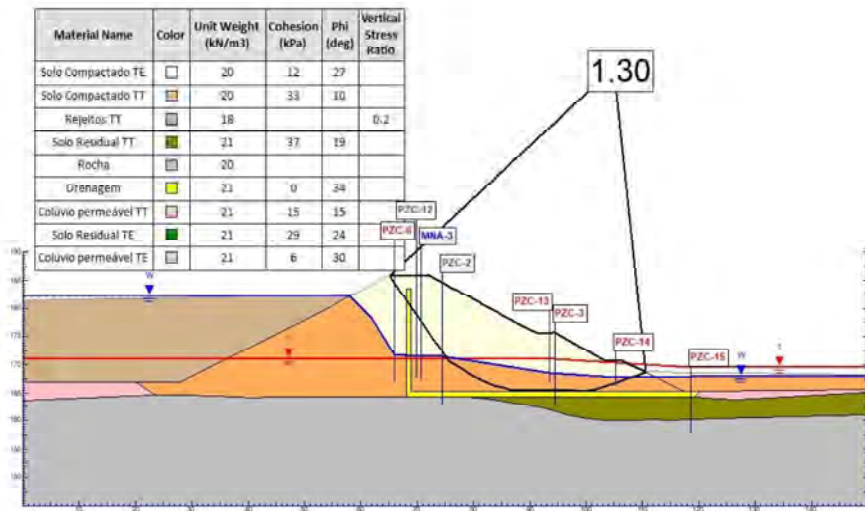 Material Name Color Unit Weight (kN/m3) Cohesion (kPa) Phi (deg) Vertical Stress Ratio
Solo Compactado TE 20 12 27
Solo Compactado TT 20 33 10
Rejeitos TT 18 0.2
Solo Residual TT 21 37 19
Rocha 20
Drenagem 21 0 34
Colúvio permeável TT 21 15 15
Solo Residual TE 21 29 24
Colúvio permeável TE 21 6 30
1.30
PZC-12
PZC-6
MNA-3
PZC-2
PZC-13
PZC-3
PZC-14
PZC-15
W
W